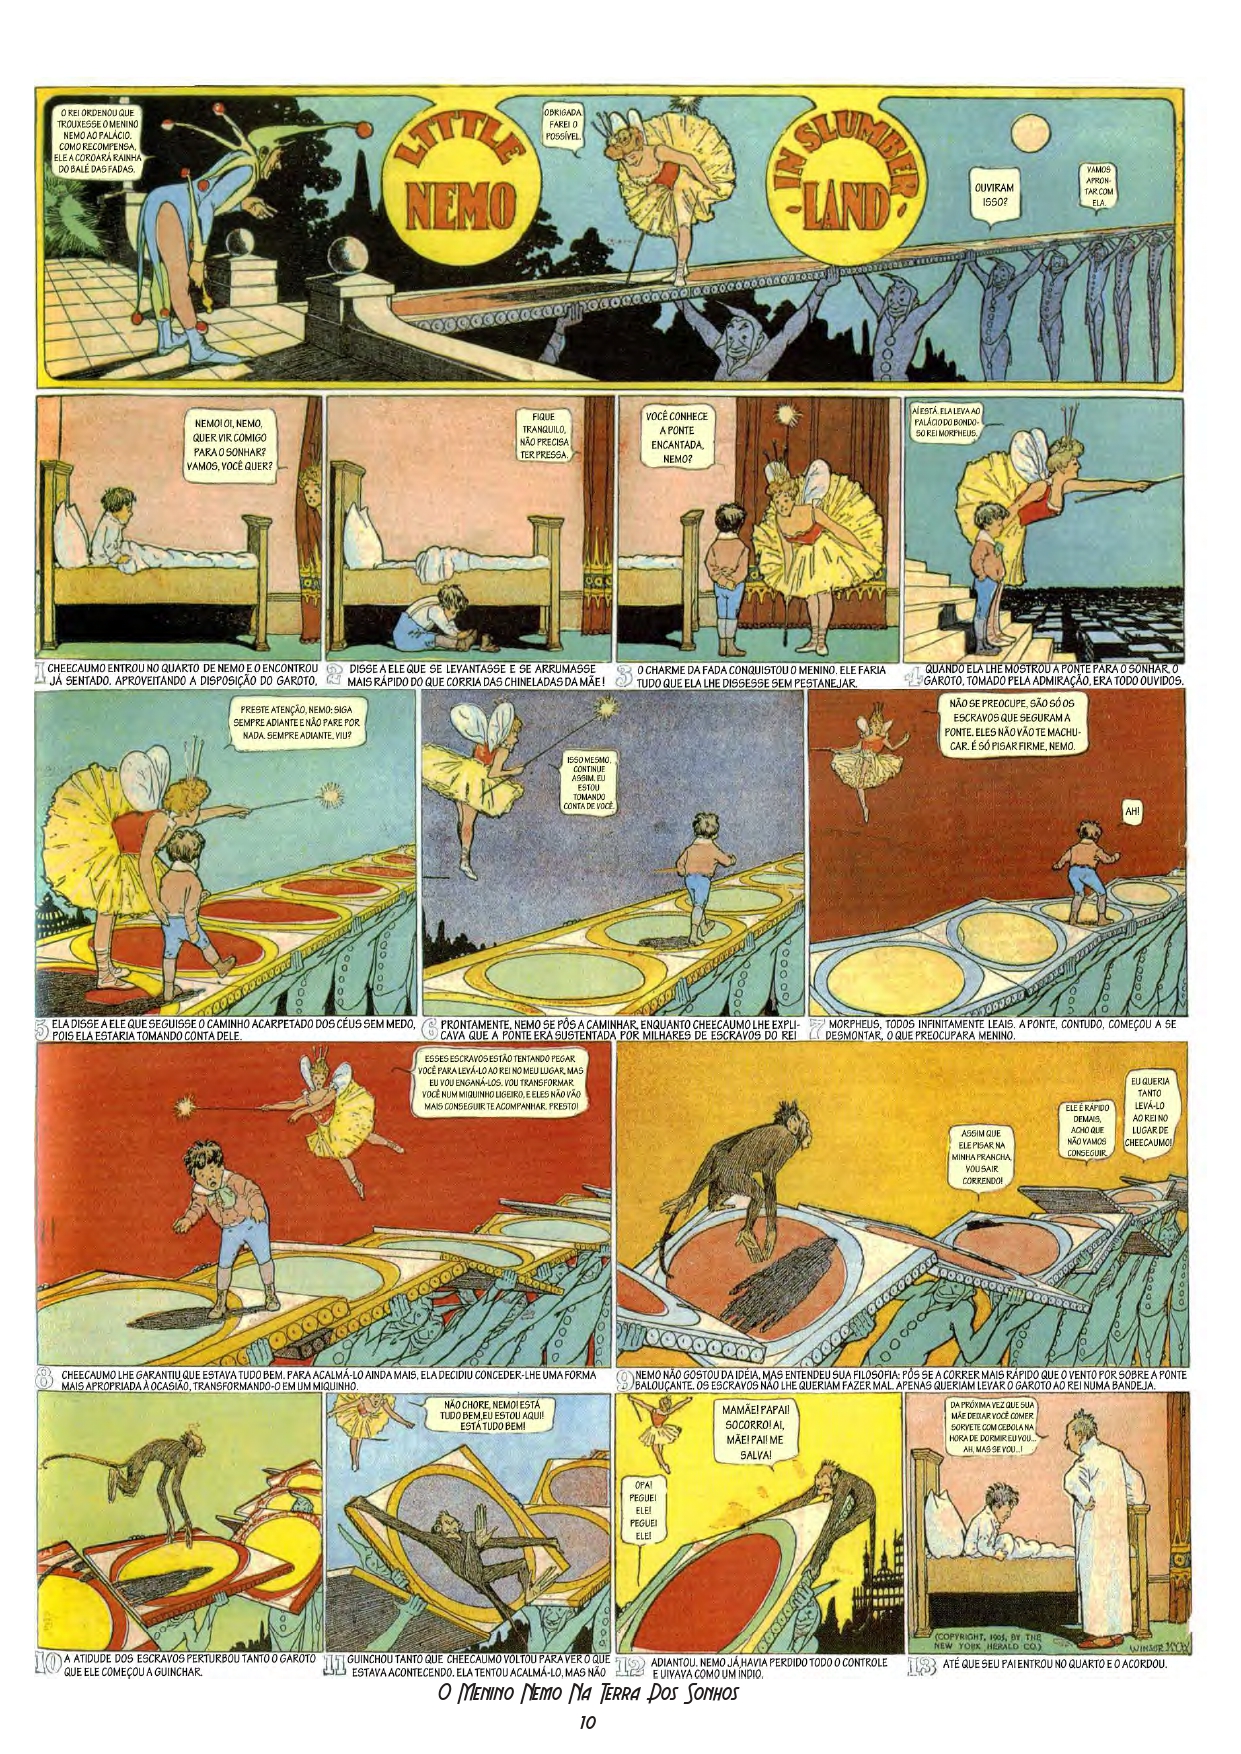 O REI ORDENOU QUE
TROUXESSE O MENINO
NEMO AO PALÁCIO.
COMO RECOMPENSA,
ELE A COROARÁ RAINHA
DO BALÉ DAS FADAS.
LITTLE
NEMO
OBRIGADA.
FAREI O
POSSÍVEL.
IN SLUMBER
-LAND-
OUVIRAM
ISSO?
VAMOS
APRON-
TAR COM
ELA.
NEMO! OI, NEMO,
QUER VIR COMIGO
PARA O SONHAR?
VAMOS, VOCÊ QUER?
FIQUE
TRANQUILO,
NÃO PRECISA
TER PRESSA.
VOCÊ CONHECE
A PONTE
ENCANTADA,
NEMO?
AÍ ESTÁ. ELA LEVA AO
PALÁCIO DO BONDO-
SO REI MORPHEUS.
1 CHEECAUMO ENTROU NO QUARTO DE NEMO E O ENCONTROU
JÁ SENTADO. APROVEITANDO A DISPOSIÇÃO DO GAROTO,
2 DISSE A ELE QUE SE LEVANTASSE E SE ARRUMASSE
MAIS RÁPIDO DO QUE CORRIA DAS CHINELADAS DA MÃE!
3 O CHARME DA FADA CONQUISTOU O MENINO. ELE FARIA
TUDO QUE ELA LHE DISSESSE SEM PESTANEJAR.
4 QUANDO ELA LHE MOSTROU A PONTE PARA O SONHAR, O
GAROTO, TOMADO PELA ADMIRAÇÃO, ERA TODO OUVIDOS.
PRESTE ATENÇÃO, NEMO: SIGA
SEMPRE ADIANTE E NÃO PARE POR
NADA. SEMPRE ADIANTE, VIU?
ISSO MESMO,
CONTINUE
ASSIM. EU
ESTOU
TOMANDO
CONTA DE VOCÊ.
NÃO SE PREOCUPE, SÃO SÓ OS
ESCRAVOS QUE SEGURAM A
PONTE. ELES NÃO VÃO TE MACHU-
CAR. É SÓ PISAR FIRME, NEMO.
AH!
5 ELA DISSE A ELE QUE SEGUISSE O CAMINHO ACARPETADO DOS CÉUS SEM MEDO,
POIS ELA ESTARIA TOMANDO CONTA DELE.
6 PRONTAMENTE, NEMO SE PÔS A CAMINHAR, ENQUANTO CHEECAUMO LHE EXPLI-
CAVA QUE A PONTE ERA SUSTENTADA POR MILHARES DE ESCRAVOS DO REI
7 MORPHEUS, TODOS INFINITAMENTE LEAIS. A PONTE, CONTUDO, COMEÇOU A SE
DESMONTAR, O QUE PREOCUPARA MENINO.
ESSES ESCRAVOS ESTÃO TENTANDO PEGAR
VOCÊ PARA LEVÁ-LO AO REI NO MEU LUGAR, MAS
EU VOU ENGANÁ-LOS. VOU TRANSFORMAR
VOCÊ NUM MIQUINHO LIGEIRO, E ELES NÃO VÃO
MAIS CONSEGUIR TE ACOMPANHAR. PRESTO!
ASSIM QUE
ELE PISAR NA
MINHA PRANCHA,
VOU SAIR
CORRENDO!
ELE É RÁPIDO
DEMAIS,
ACHO QUE
NÃO VAMOS
CONSEGUIR.
EU QUERIA
TANTO
LEVÁ-LO
AO REI NO
LUGAR DE
CHEECAUMO!
8 CHEECAUMO LHE GARANTIU QUE ESTAVA TUDO BEM. PARA ACALMÁ-LO AINDA MAIS, ELA DECIDIU CONCEDER-LHE UMA FORMA
MAIS APROPRIADA À OCASIÃO, TRANSFORMANDO-O EM UM MIQUINHO.
9 NEMO NÃO GOSTOU DA IDÉIA, MAS ENTENDEU SUA FILOSOFIA: PÔS SE A CORRER MAIS RÁPIDO QUE O VENTO POR SOBRE A PONTE
BALOUÇANTE. OS ESCRAVOS NÃO LHE QUERIAM FAZER MAL. APENAS QUERIAM LEVAR O GAROTO AO REI NUMA BANDEJA.
NÃO CHORE, NEMO! ESTÁ
TUDO BEM, EU ESTOU AQUI!
ESTÁ TUDO BEM!
OPA!
PEGUEI
ELE!
PEGUEI
ELE!
MAMÃE! PAPAI!
SOCORRO! AI,
MÃE! PAI! ME
SALVA!
DA PRÓXIMA VEZ QUE SUA
MÃE DEIXAR VOCÊ COMER
SORVETE COM CEBOLA NA
HORA DE DORMIR EU VOU...
AH, MAS SE VOU...!
(COPYRIGHT, 1905, BY THE
NEW YORK HERALD CO.)
WINSOR McCAY
10 A ATIDUDE DOS ESCRAVOS PERTURBOU TANTO O GAROTO
QUE ELE COMEÇOU A GUINCHAR.
11 GUINCHOU TANTO QUE CHEECAUMO VOLTOU PARA VER O QUE
ESTAVA ACONTECENDO. ELA TENTOU ACALMÁ-LO, MAS NÃO
12 ADIANTOU. NEMO JÁ HAVIA PERDIDO TODO O CONTROLE
E UIVAVA COMO UM INDIO.
13 ATÉ QUE SEU PAI ENTROU NO QUARTO E O ACORDOU.
O MENINO NEMO NA TERRA DOS SONHOS
10